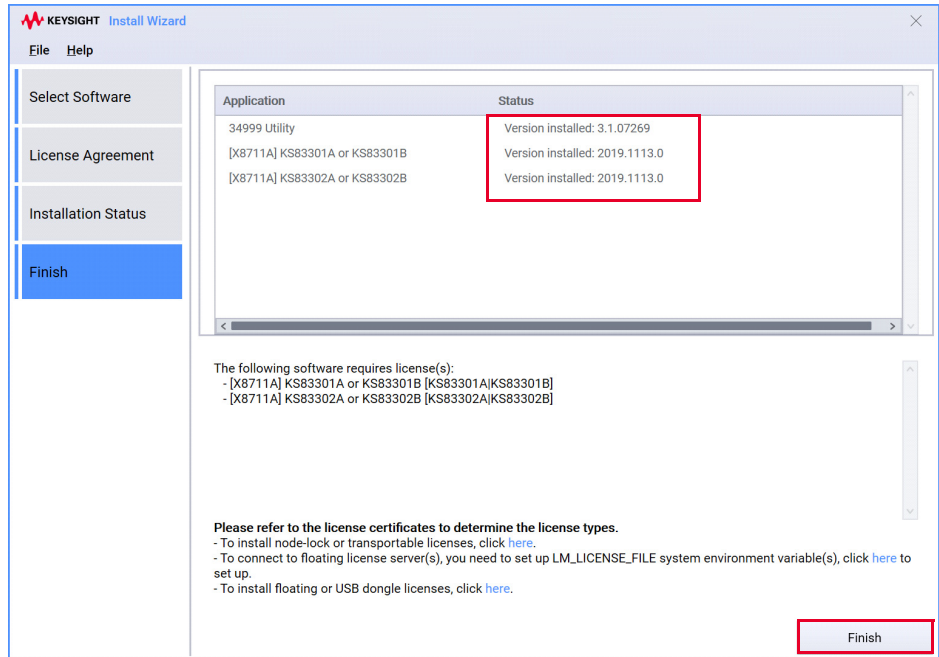 KEYSIGHT Install Wizard
File Help
Select Software
License Agreement
Installation Status
Finish
Application Status
34999 Utility Version installed: 3.1.07269
[X8711A] KS83301A or KS83301B Version installed: 2019.1113.0
[X8711A] KS83302A or KS83302B Version installed: 2019.1113.0
The following software requires license(s):
- [X8711A] KS83301A or KS83301B [KS83301A|KS83301B]
- [X8711A] KS83302A or KS83302B [KS83302A|KS83302B]
Please refer to the license certificates to determine the license types.
- To install node-lock or transportable licenses, click here.
- To connect to floating license server(s), you need to set up LM_LICENSE_FILE system environment variable(s), click here to
set up.
- To install floating or USB dongle licenses, click here.
Finish